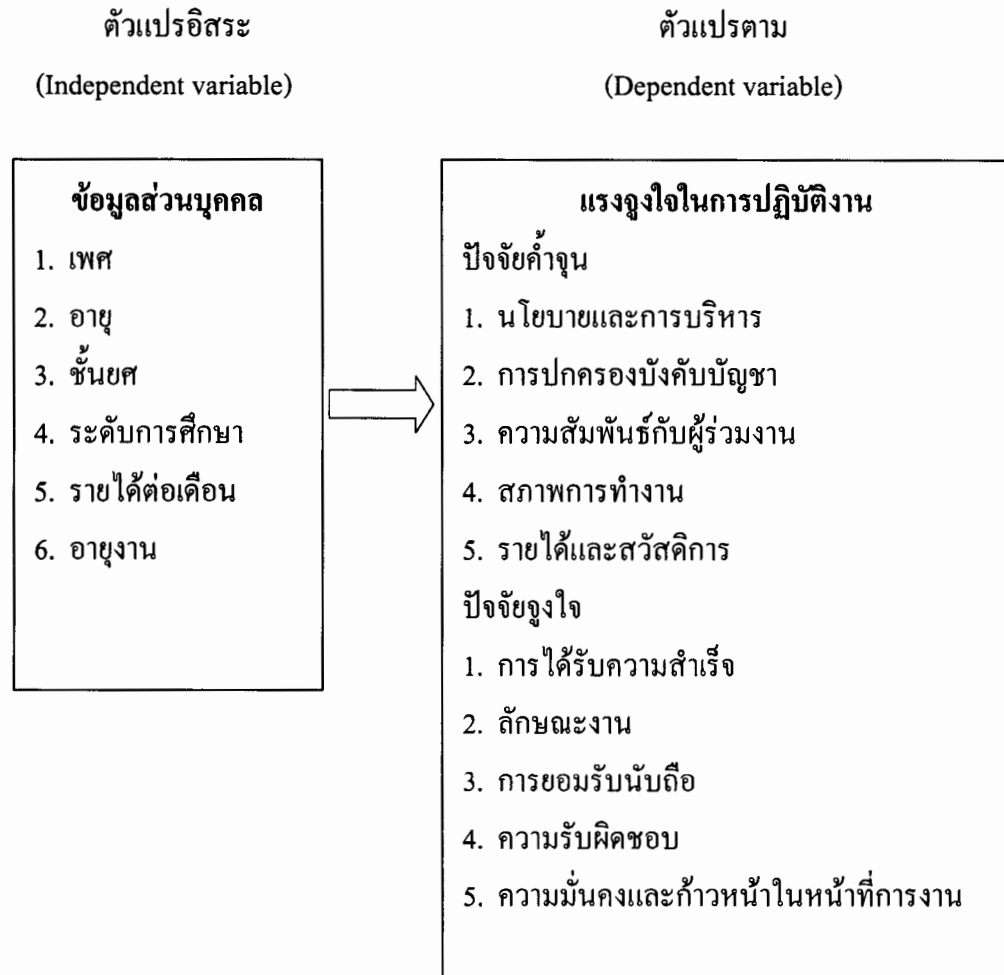 ตัวแปรอิสระ
(Independent variable)
ตัวแปรตาม
(Dependent variable)
ข้อมูลส่วนบุคคล
1. เพศ
2. อายุ
3. ชั้นยศ
4. ระดับการศึกษา
5. รายได้ต่อเดือน
6. อายุงาน
แรงจูงใจในการปฏิบัติงาน
ปัจจัยค้ำจุน
1. นโยบายและการบริหาร
2. การปกครองบังคับบัญชา
3. ความสัมพันธ์กับผู้ร่วมงาน
4. สภาพการทำงาน
5. รายได้และสวัสดิการ
ปัจจัยจูงใจ
1. การได้รับความสำเร็จ
2. ลักษณะงาน
3. การยอมรับนับถือ
4. ความรับผิดชอบ
5. ความมั่นคงและก้าวหน้าในหน้าที่การงาน